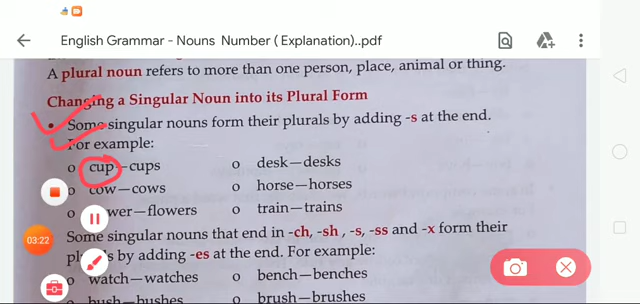 English Grammar - Nouns Number ( Explanation)..pdf
A plural noun refers to more than one person, place, animal or thing.
Changing a Singular Noun into its Plural Form
• Some singular nouns form their plurals by adding -s at the end.
For example:
o cup—cups o desk—desks
o cow—cows o horse—horses
o wer—flowers o train—trains
Some singular nouns that end in -ch, -sh , -s, -ss and -x form their
03:22
by adding -es at the end. For example:
o watch—watches o bench—benches
o bush—bushes o brush—brushes